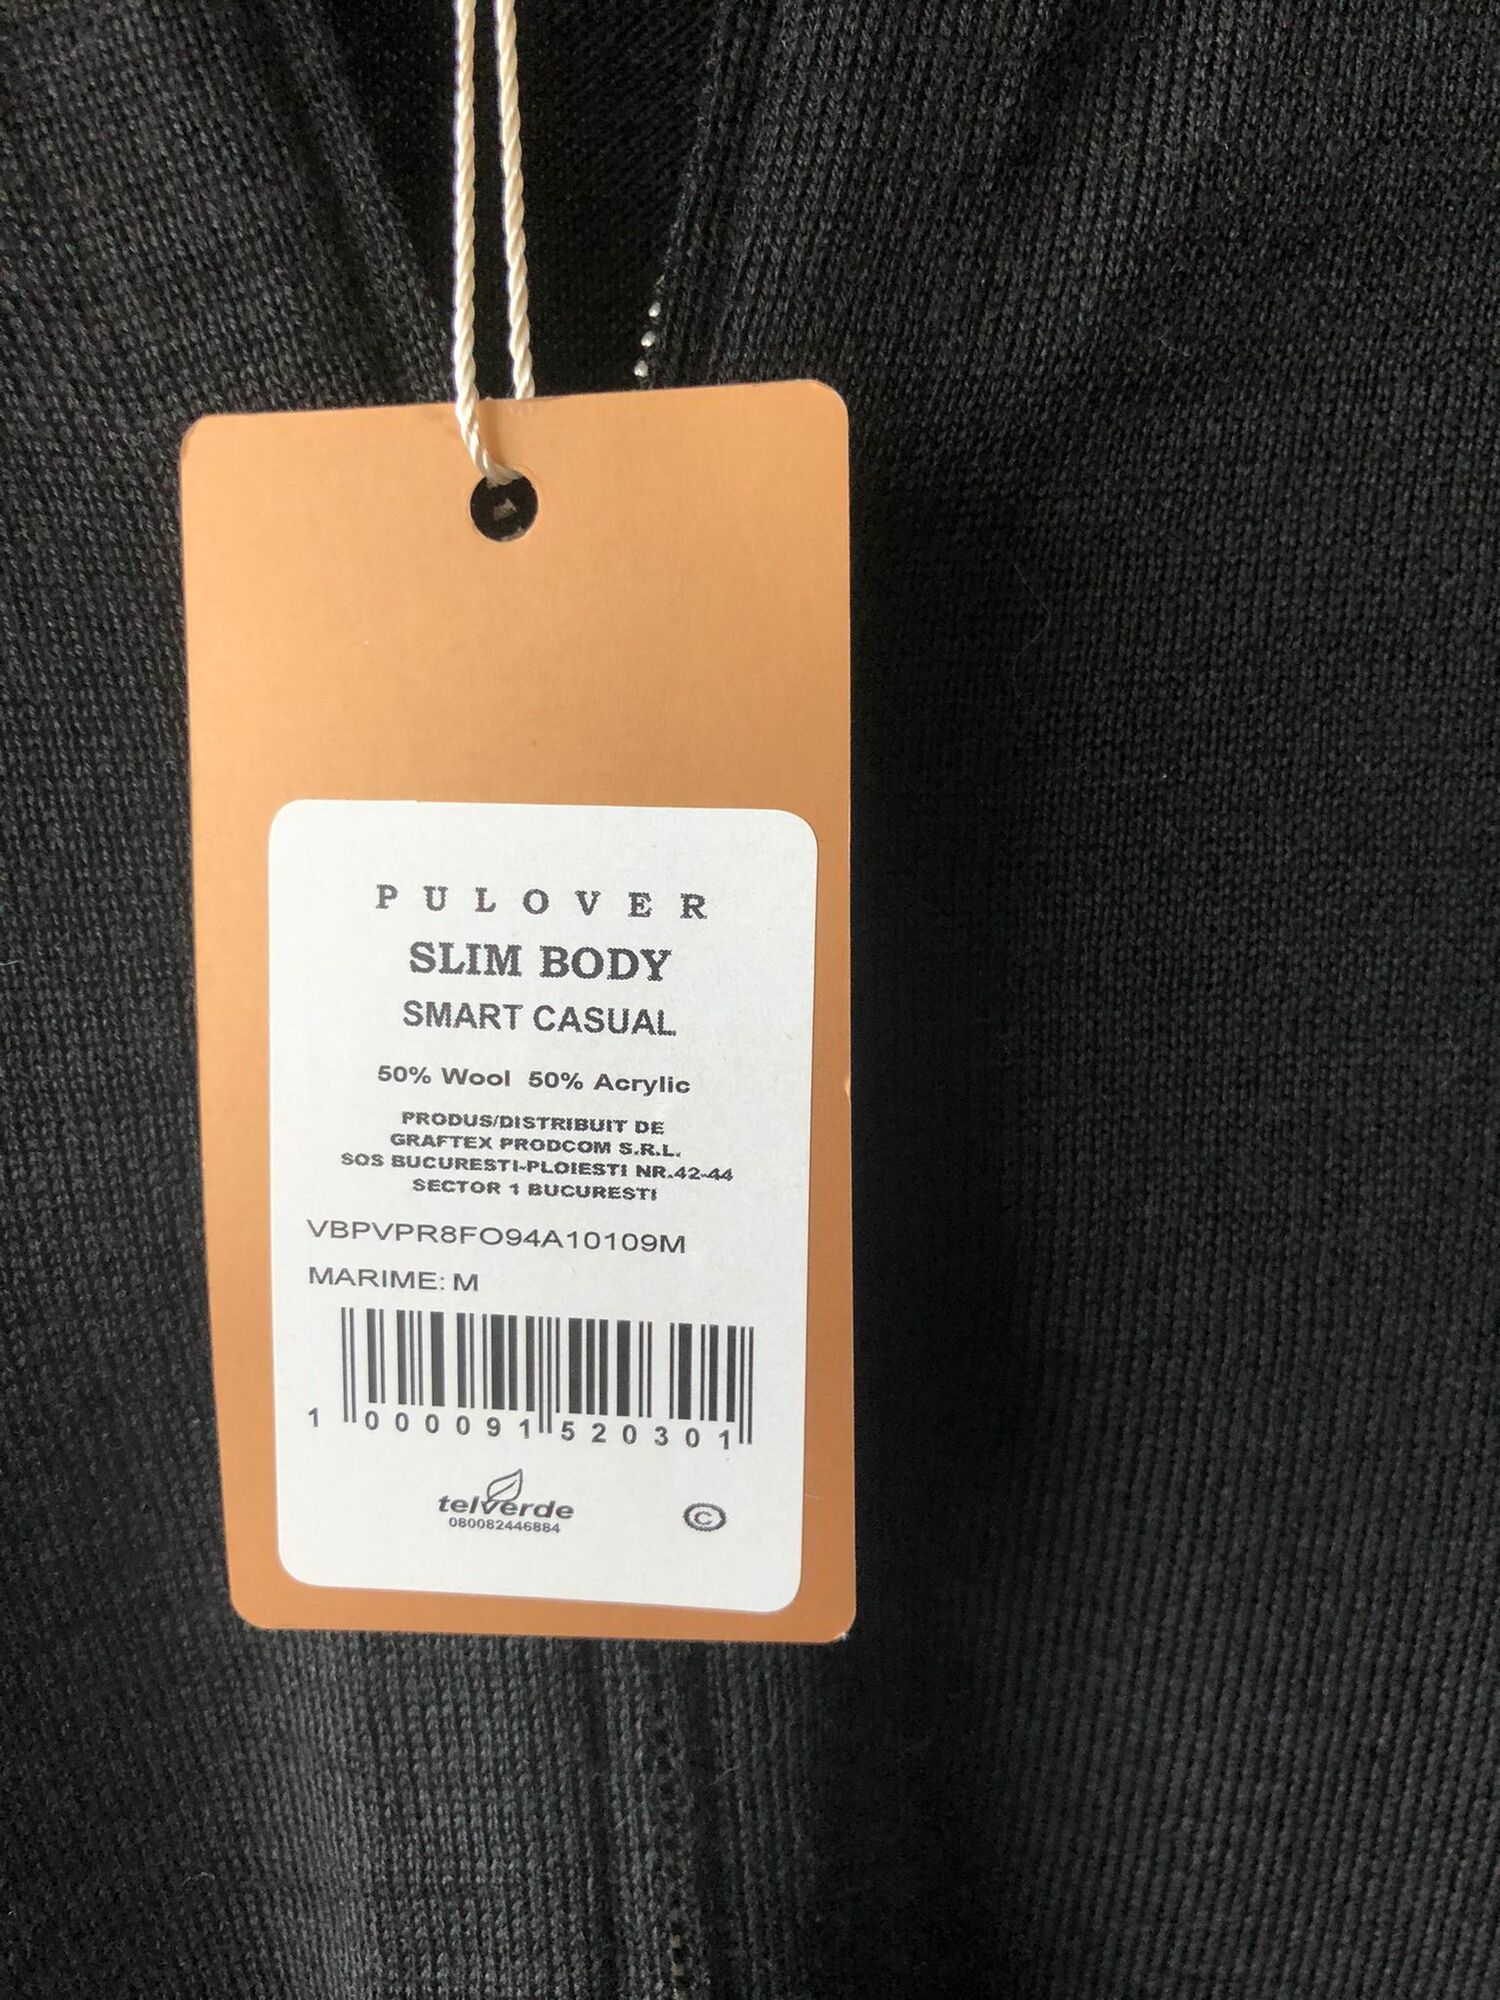 PULOVER
SLIM BODY
SMART CASUAL
50% Wool 50% Acrylic
PRODUS/DISTRIBUIT DE
GRAFTEX PRODCOM S.R.L.
SOS BUCURESTI-PLOIESTI NR.42-44
SECTOR 1 BUCURESTI
VBPVPR8FO94A10109M
MARIME: M
1 000091 520301
telverde
080082446884
©